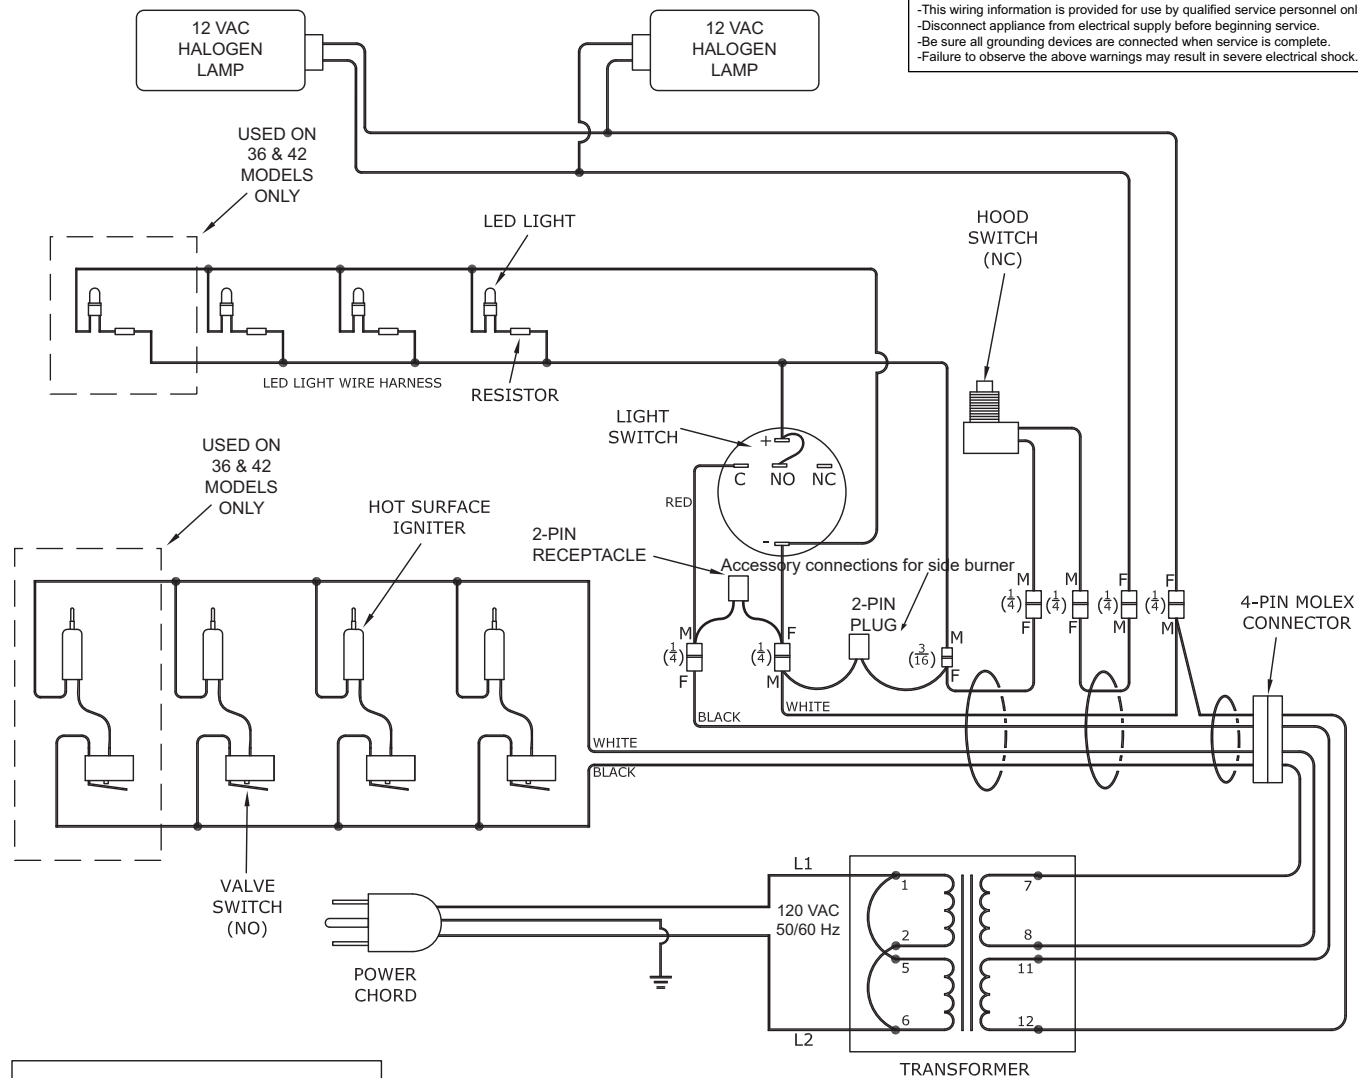 -This wiring information is provided for use by qualified service personnel onl
-Disconnect appliance from electrical supply before beginning service.
-Be sure all grounding devices are connected when service is complete.
-Failure to observe the above warnings may result in severe electrical shock.
12 VAC
HALOGEN
LAMP
12 VAC
HALOGEN
LAMP
USED ON
36 & 42
MODELS
ONLY
LED LIGHT
HOOD
SWITCH
(NC)
LED LIGHT WIRE HARNESS
RESISTOR
LIGHT
SWITCH
+
C
NO
NC
-
RED
USED ON
36 & 42
MODELS
ONLY
HOT SURFACE
IGNITER
2-PIN
RECEPTACLE
Accessory connections for side burner
2-PIN
PLUG
M
(1/4)
F
F
(1/4)
M
M
(3/16)
F
M
(1/4)
F
M
(1/4)
F
F
(1/4)
M
F
(1/4)
M
4-PIN MOLEX
CONNECTOR
BLACK
WHITE
WHITE
BLACK
VALVE
SWITCH
(NO)
POWER
CHORD
L1
120 VAC
50/60 Hz
L2
1
2
5
6
7
8
11
12
TRANSFORMER